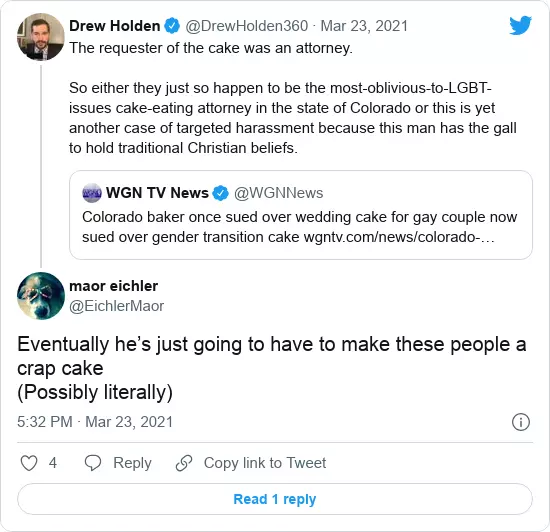 Drew Holden @DrewHolden360 · Mar 23, 2021
The requester of the cake was an attorney.
So either they just so happen to be the most-oblivious-to-LGBT-
issues cake-eating attorney in the state of Colorado or this is yet
another case of targeted harassment because this man has the gall
to hold traditional Christian beliefs.
WGN TV News @WGNNews
Colorado baker once sued over wedding cake for gay couple now
sued over gender transition cake wgntv.com/news/colorado-…
maor eichler
@EichlerMaor
Eventually he’s just going to have to make these people a
crap cake
(Possibly literally)
5:32 PM · Mar 23, 2021
4 Reply Copy link to Tweet
Read 1 reply